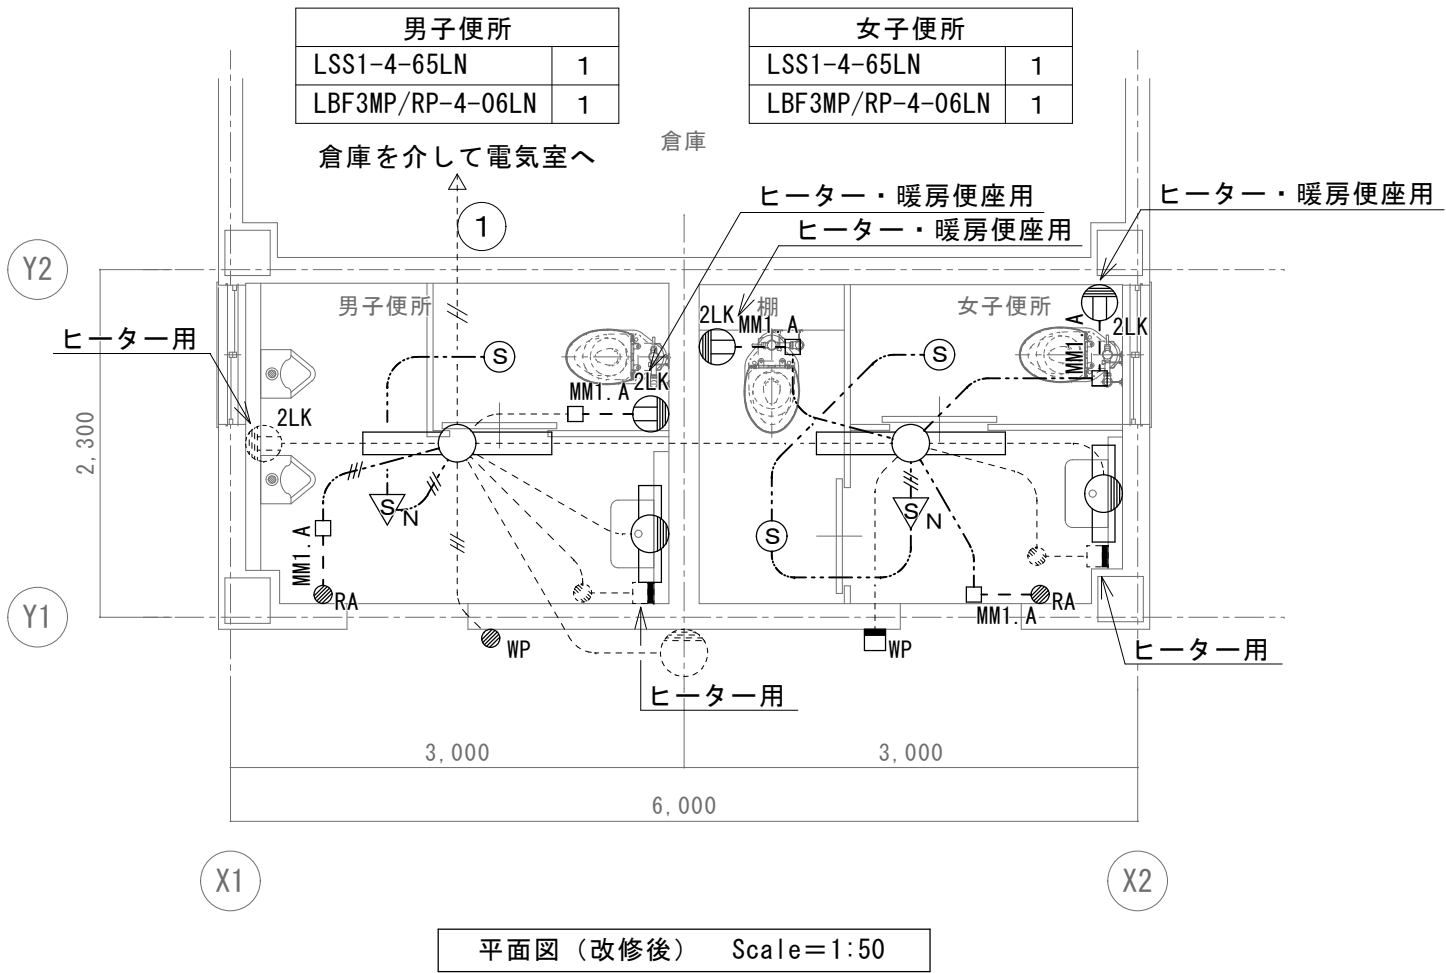 男子便所
LSS1-4-65LN 1
LBF3MP/RP-4-06LN 1
女子便所
LSS1-4-65LN 1
LBF3MP/RP-4-06LN 1
倉庫
倉庫を介して電気室へ
1
ヒーター・暖房便座用
ヒーター・暖房便座用
ヒーター・暖房便座用
Y2
男子便所
棚
女子便所
2LK
MM1.A
2LK
MM1.A
ヒーター用
S
S
MM1.A
2LK
2LK
2,300
S
N
S
N
S
MM1.A
RA
MM1.A
RA
Y1
WP
WP
ヒーター用
ヒーター用
3,000
3,000
6,000
X1
X2
平面図（改修後） Scale＝1:50